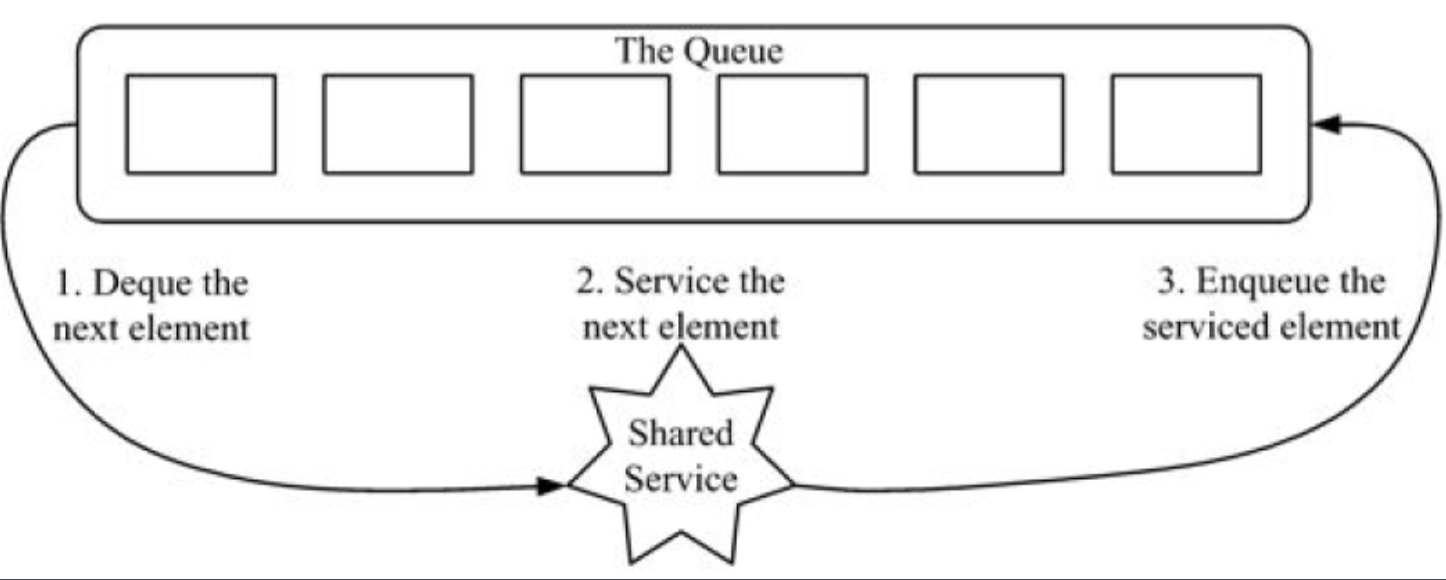 The Queue
1. Deque the
next element
2. Service the
next element
3. Enqueue the
serviced element
Shared
Service